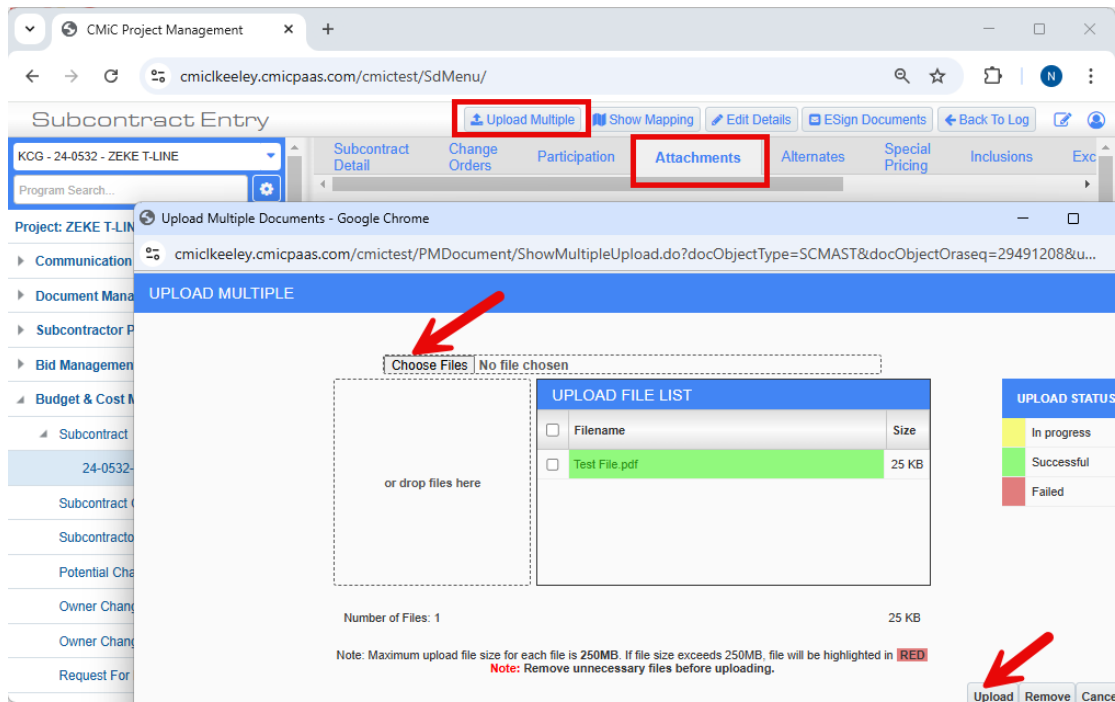 CMiC Project Management
cmiclkeeley.cmicpaas.com/cmictest/SdMenu/
N
Subcontract Entry
Upload Multiple
Show Mapping
Edit Details
ESign Documents
Back To Log
KCG - 24-0532 - ZEKE T-LINE
Program Search...
Subcontract Detail
Change Orders
Participation
Attachments
Alternates
Special Pricing
Inclusions
Exc
Project: ZEKE T-LIN
Communication
Document Mana
Subcontractor P
Bid Managemen
Budget & Cost M
Subcontract
24-0532-
Subcontract
Subcontracto
Potential Cha
Owner Chang
Owner Chang
Request For
Upload Multiple Documents - Google Chrome
cmiclkeeley.cmicpaas.com/cmictest/PMDocument/ShowMultipleUpload.do?docObjectType=SCMAST&docObjectOraseq=29491208&u...
UPLOAD MULTIPLE
Choose Files No file chosen
or drop files here
UPLOAD FILE LIST
Filename Size
Test File.pdf 25 KB
UPLOAD STATUS
In progress
Successful
Failed
Number of Files: 1 25 KB
Note: Maximum upload file size for each file is 250MB. If file size exceeds 250MB, file will be highlighted in RED
Note: Remove unnecessary files before uploading.
Upload Remove Cance